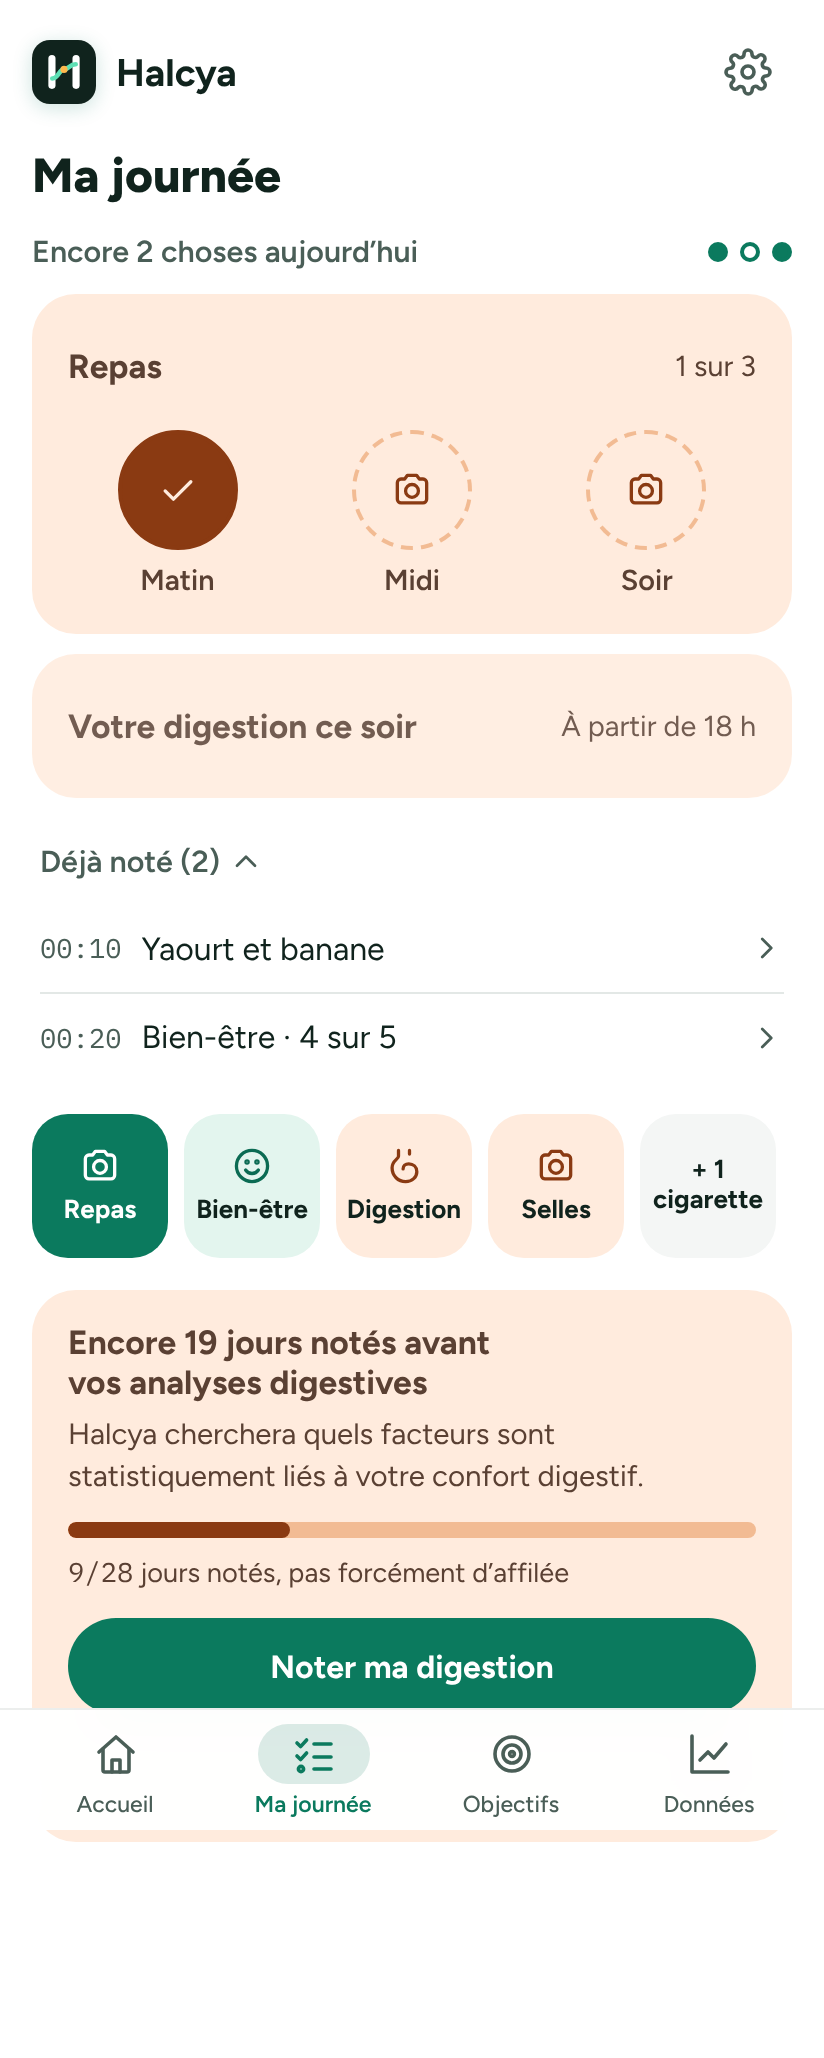 Halcya
Ma journée
Encore 2 choses aujourd’hui
Repas
1 sur 3
Matin
Midi
Soir
Votre digestion ce soir
À partir de 18 h
Déjà noté (2)
00:10 Yaourt et banane
00:20 Bien-être · 4 sur 5
Repas
Bien-être
Digestion
Selles
+ 1
cigarette
Encore 19 jours notés avant
vos analyses digestives
Halcya cherchera quels facteurs sont
statistiquement liés à votre confort digestif.
9/28 jours notés, pas forcément d’affilée
Noter ma digestion
Accueil
Ma journée
Objectifs
Données